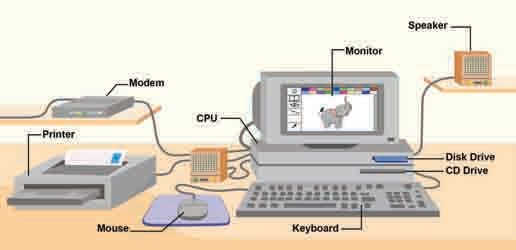 Speaker
Monitor
Modem
CPU
Printer
Disk Drive
CD Drive
Mouse
Keyboard